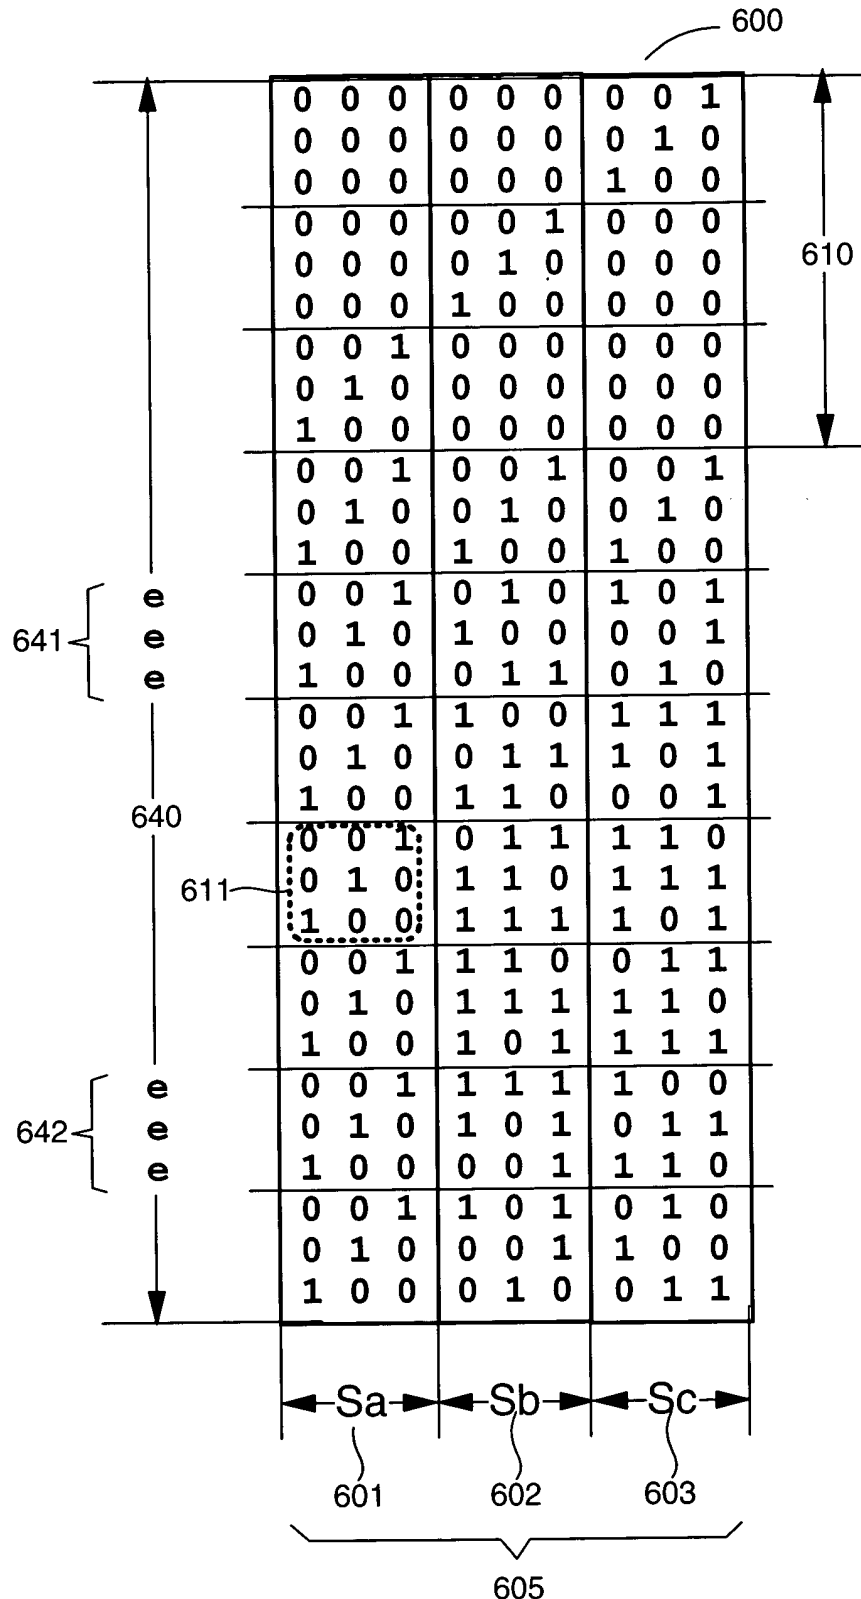 600
0 0 0 0 0 0 0 0 1
0 0 0 0 0 0 0 1 0
0 0 0 0 0 0 1 0 0
0 0 0 0 0 1 0 0 0
610
0 0 0 0 1 0 0 0 0
0 0 0 1 0 0 0 0 0
0 0 1 0 0 0 0 0 0
0 1 0 0 0 0 0 0 0
1 0 0 0 0 0 0 0 0
0 0 1 0 0 1 0 0 1
0 1 0 0 1 0 0 1 0
1 0 0 1 0 0 1 0 0
e 0 0 1 0 1 0 1 0 1
641 e 0 1 0 1 0 0 0 0 1
e 1 0 0 0 1 1 0 1 0
0 0 1 1 0 0 1 1 1
0 1 0 0 1 1 1 0 1
1 0 0 1 1 0 0 0 1
640
0 0 1 0 1 1 1 1 0
611 0 1 0 1 1 0 1 1 1
1 0 0 1 1 1 1 0 1
0 0 1 1 1 0 0 1 1
0 1 0 1 1 1 1 1 0
1 0 0 1 0 1 1 1 1
e 0 0 1 1 1 1 1 0 0
642 e 0 1 0 1 0 1 0 1 1
e 1 0 0 0 0 1 1 1 0
0 0 1 1 0 1 0 1 0
0 1 0 0 0 1 1 0 0
1 0 0 0 1 0 0 1 1
Sa Sb Sc
601 602 603
605